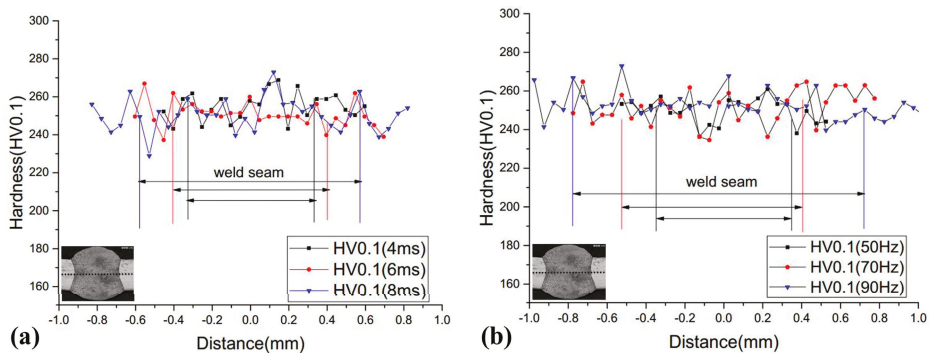 300
280
260
240
220
200
180
160
Hardness(HV0.1)
weld seam
HV0.1(4ms)
HV0.1(6ms)
HV0.1(8ms)
-1.0 -0.8 -0.6 -0.4 -0.2 0.0 0.2 0.4 0.6 0.8 1.0
(a) Distance(mm)
300
280
260
240
220
200
180
160
Hardness(HV0.1)
weld seam
HV0.1(50Hz)
HV0.1(70Hz)
HV0.1(90Hz)
-1.0 -0.8 -0.6 -0.4 -0.2 0.0 0.2 0.4 0.6 0.8 1.0
(b) Distance(mm)